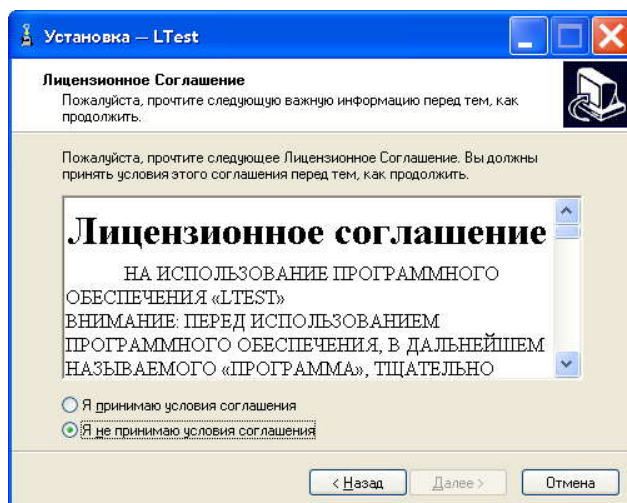 Установка — LTest
Лицензионное Соглашение
Пожалуйста, прочтите следующую важную информацию перед тем, как
продолжить.
Пожалуйста, прочтите следующее Лицензионное Соглашение. Вы должны
принять условия этого соглашения перед тем, как продолжить.
Лицензионное соглашение
НА ИСПОЛЬЗОВАНИЕ ПРОГРАММНОГО
ОБЕСПЕЧЕНИЯ «LTEST»
ВНИМАНИЕ: ПЕРЕД ИСПОЛЬЗОВАНИЕМ
ПРОГРАММНОГО ОБЕСПЕЧЕНИЯ, В ДАЛЬНЕЙШЕМ
НАЗЫВАЕМОГО «ПРОГРАММА», ТЩАТЕЛЬНО
Я принимаю условия соглашения
Я не принимаю условия соглашения
< Назад Далее > Отмена